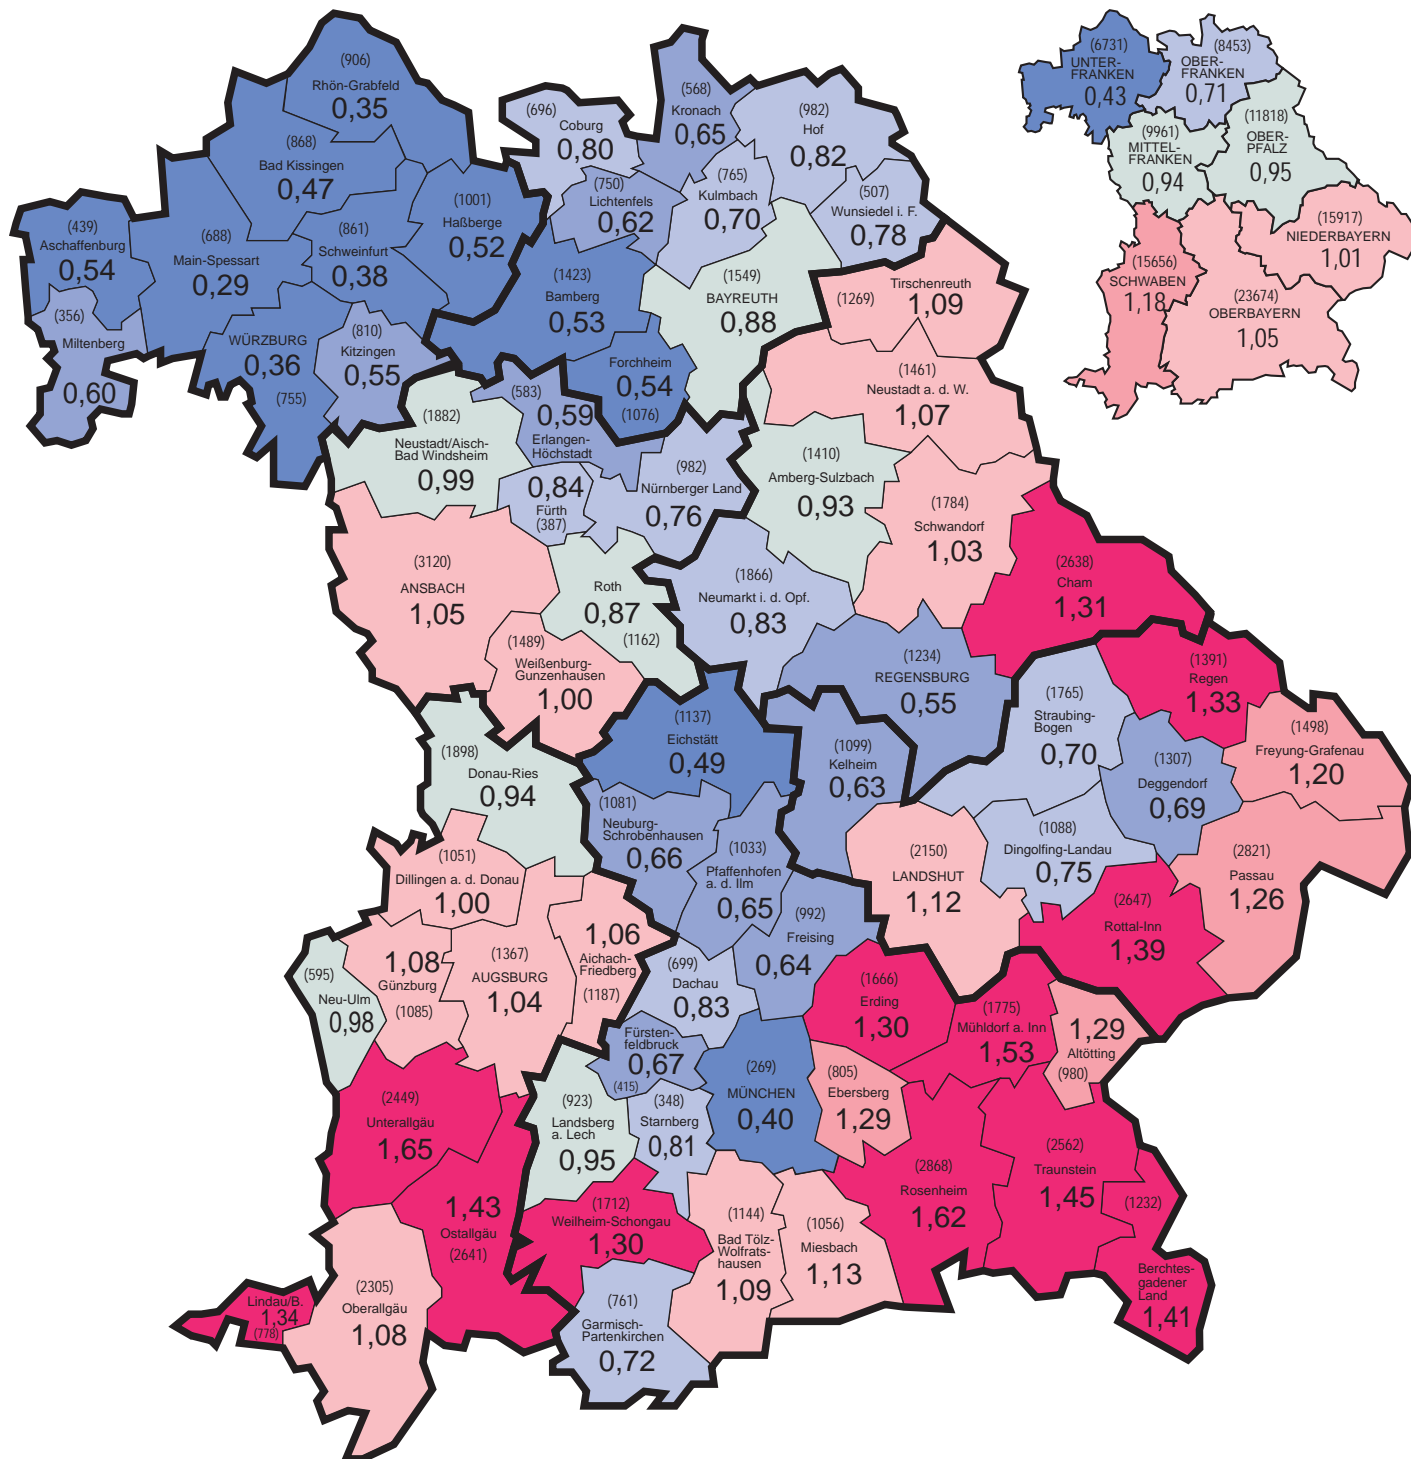 (906)
Rhön-Grabfeld
0,35
(868)
Bad Kissingen
0,47
(1001)
Haßberge
0,52
(439)
Aschaffenburg
0,54
(688)
Main-Spessart
0,29
(861)
Schweinfurt
0,38
(356)
Miltenberg
0,60
WÜRZBURG
0,36
(755)
(810)
Kitzingen
0,55
(696)
Coburg
0,80
(568)
Kronach
0,65
(982)
Hof
0,82
(750)
Lichtenfels
0,62
(765)
Kulmbach
0,70
(507)
Wunsiedel i. F.
0,78
(1423)
Bamberg
0,53
(1549)
BAYREUTH
0,88
Forchheim
0,54
(1076)
(1269)
Tirschenreuth
1,09
(1461)
Neustadt a. d. W.
1,07
(1410)
Amberg-Sulzbach
0,93
(1784)
Schwandorf
1,03
(2638)
Cham
1,31
(1866)
Neumarkt i. d. Opf.
0,83
(1234)
REGENSBURG
0,55
(1882)
Neustadt/Aisch-
Bad Windsheim
0,99
(583)
0,59
Erlangen-
Höchstadt
0,84
Fürth
(387)
(982)
Nürnberger Land
0,76
(3120)
ANSBACH
1,05
Roth
0,87
(1162)
(1489)
Weißenburg-
Gunzenhausen
1,00
(1391)
Regen
1,33
(1765)
Straubing-
Bogen
0,70
(1498)
Freyung-Grafenau
1,20
(1307)
Deggendorf
0,69
(1099)
Kelheim
0,63
(1088)
Dingolfing-Landau
0,75
(2821)
Passau
1,26
(2150)
LANDSHUT
1,12
(2647)
Rottal-Inn
1,39
(1898)
Donau-Ries
0,94
(1051)
Dillingen a. d. Donau
1,00
1,08
Günzburg
(1085)
(1367)
AUGSBURG
1,04
1,06
Aichach-
Friedberg
(1187)
(595)
Neu-Ulm
0,98
(2449)
Unterallgäu
1,65
1,43
Ostallgäu
(2641)
(2305)
Oberallgäu
1,08
Lindau/B.
1,34
(778)
(1137)
Eichstätt
0,49
(1081)
Neuburg-
Schrobenhausen
0,66
(1033)
Pfaffenhofen
a. d. Ilm
0,65
(992)
Freising
0,64
(699)
Dachau
0,83
(1666)
Erding
1,30
(1775)
Mühldorf a. Inn
1,53
1,29
Altötting
(980)
Fürsten-
feldbruck
0,67
(415)
(269)
MÜNCHEN
0,40
(805)
Ebersberg
1,29
(923)
Landsberg
a. Lech
0,95
(348)
Starnberg
0,81
(1712)
Weilheim-Schongau
1,30
(1144)
Bad Tölz-
Wolfrats-
hausen
1,09
(1056)
Miesbach
1,13
(2868)
Rosenheim
1,62
(2562)
Traunstein
1,45
(1232)
Berchtes-
gadener
Land
1,41
(761)
Garmisch-
Partenkirchen
0,72
(6731)
UNTER-
FRANKEN
0,43
(8453)
OBER-
FRANKEN
0,71
(9961)
MITTEL-
FRANKEN
0,94
(11818)
OBER-
PFALZ
0,95
(15917)
NIEDERBAYERN
1,01
(15656)
SCHWABEN
1,18
(23674)
OBERBAYERN
1,05